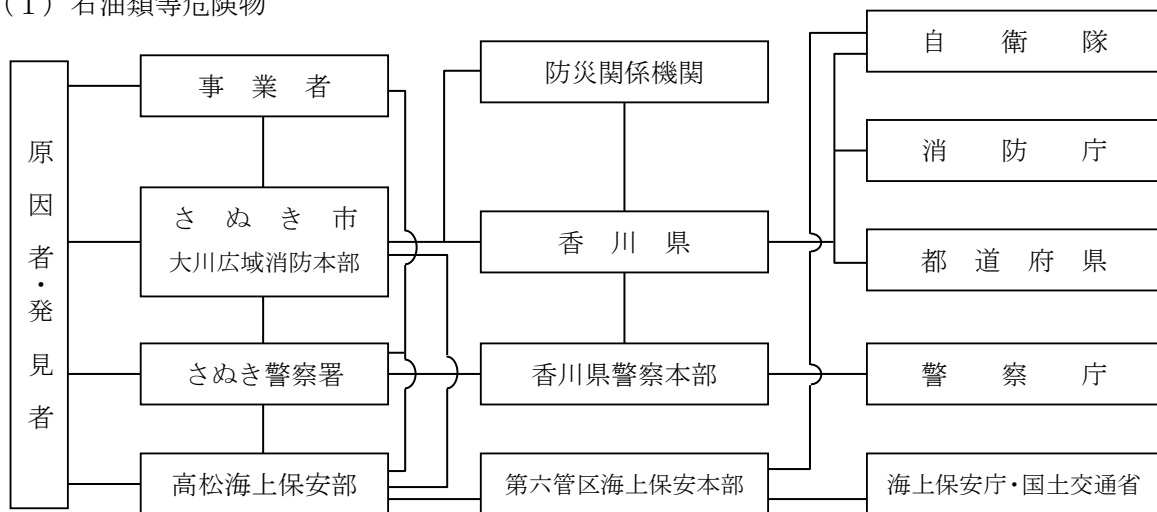 (1)石油類等危険物
原因者・発見者
事業者
さぬき市
大川広域消防本部
さぬき警察署
高松海上保安部
防災関係機関
香川県
香川県警察本部
第六管区海上保安本部
自衛隊
消防庁
都道府県
警察庁
海上保安庁・国土交通省